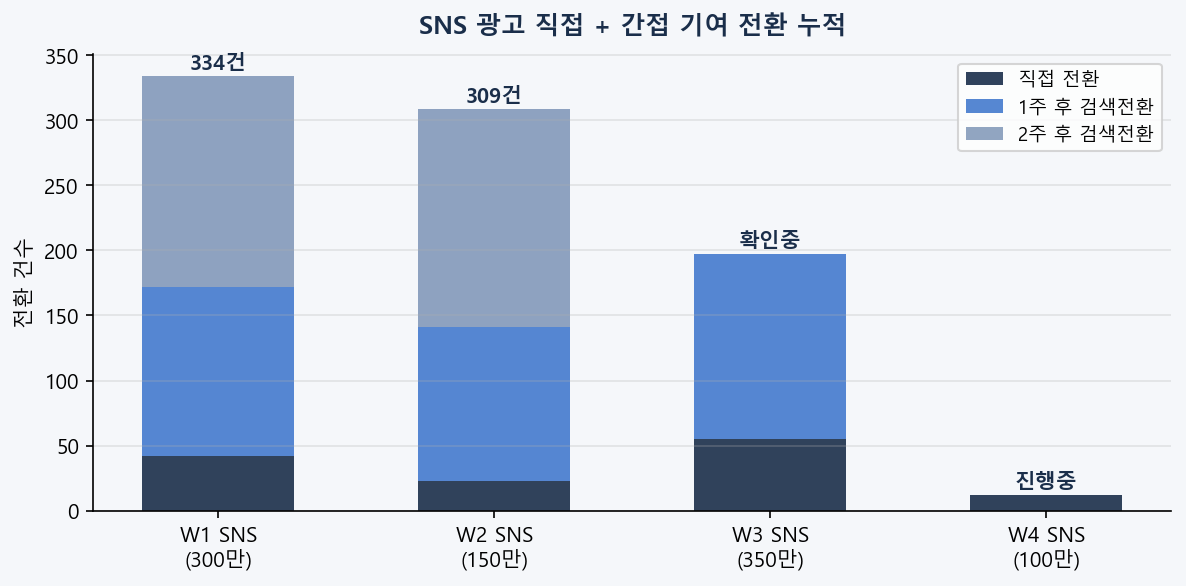 SNS 광고 직접 + 간접 기여 전환 누적
전환 건수
350
300
250
200
150
100
50
0
334건
309건
확인중
진행중
직접 전환
1주 후 검색전환
2주 후 검색전환
W1 SNS
(300만)
W2 SNS
(150만)
W3 SNS
(350만)
W4 SNS
(100만)